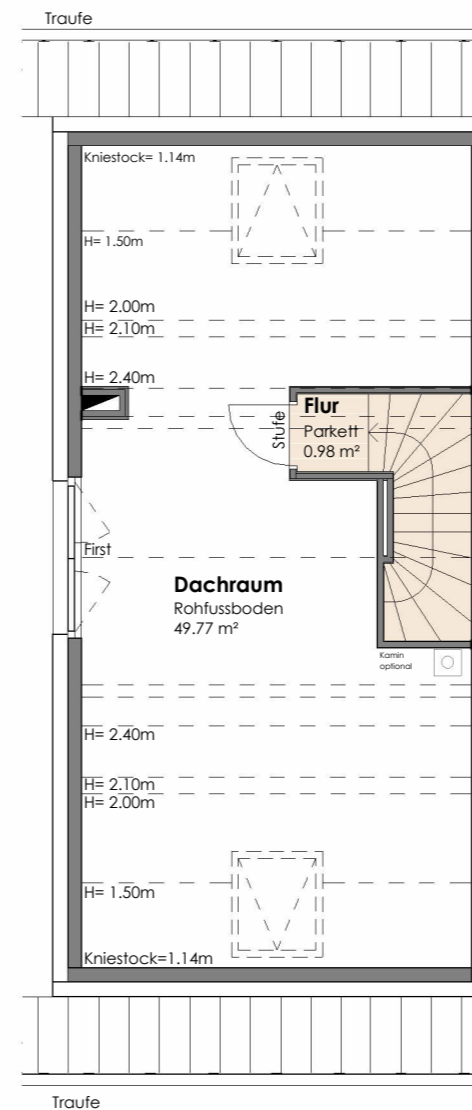 Traufe
Kniestock= 1.14m
H= 1.50m
H= 2.00m
H= 2.10m
H= 2.40m
Stufe
Flur
Parkett
0.98 m²
First
Dachraum
Rohfussboden
49.77 m²
Kamin
optional
H= 2.40m
H= 2.10m
H= 2.00m
H= 1.50m
Kniestock=1.14m
Traufe